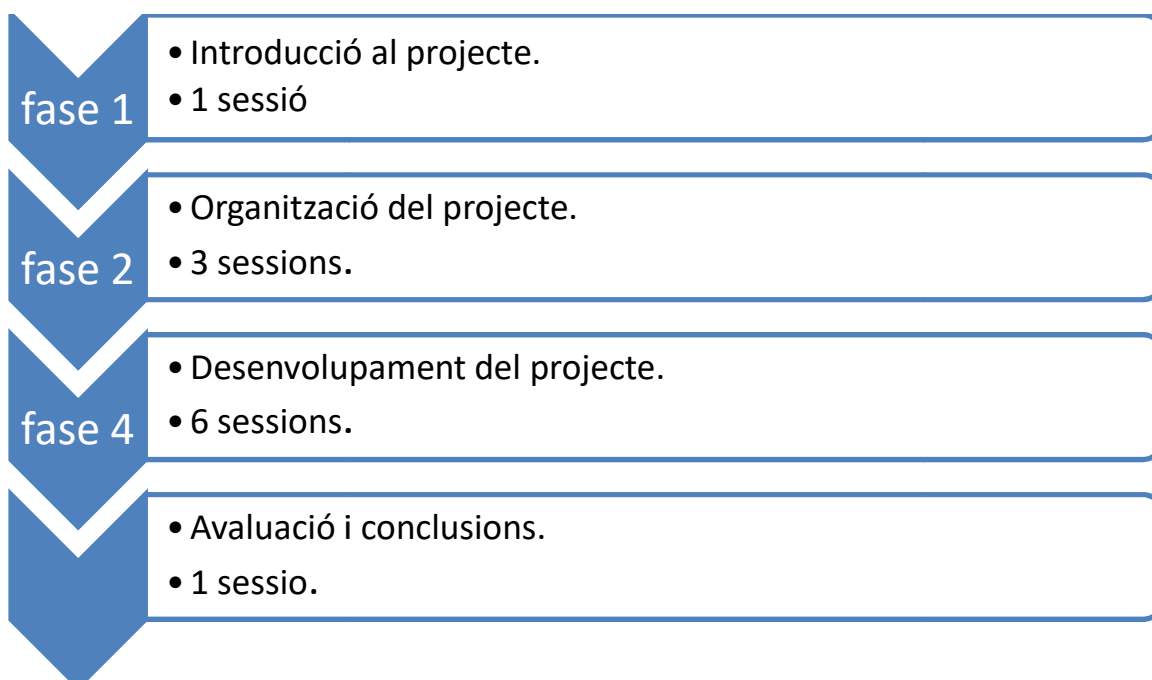 fase 1
• Introducció al projecte.
• 1 sessió
fase 2
• Organització del projecte.
• 3 sessions.
fase 4
• Desenvolupament del projecte.
• 6 sessions.
• Avaluació i conclusions.
• 1 sessio.